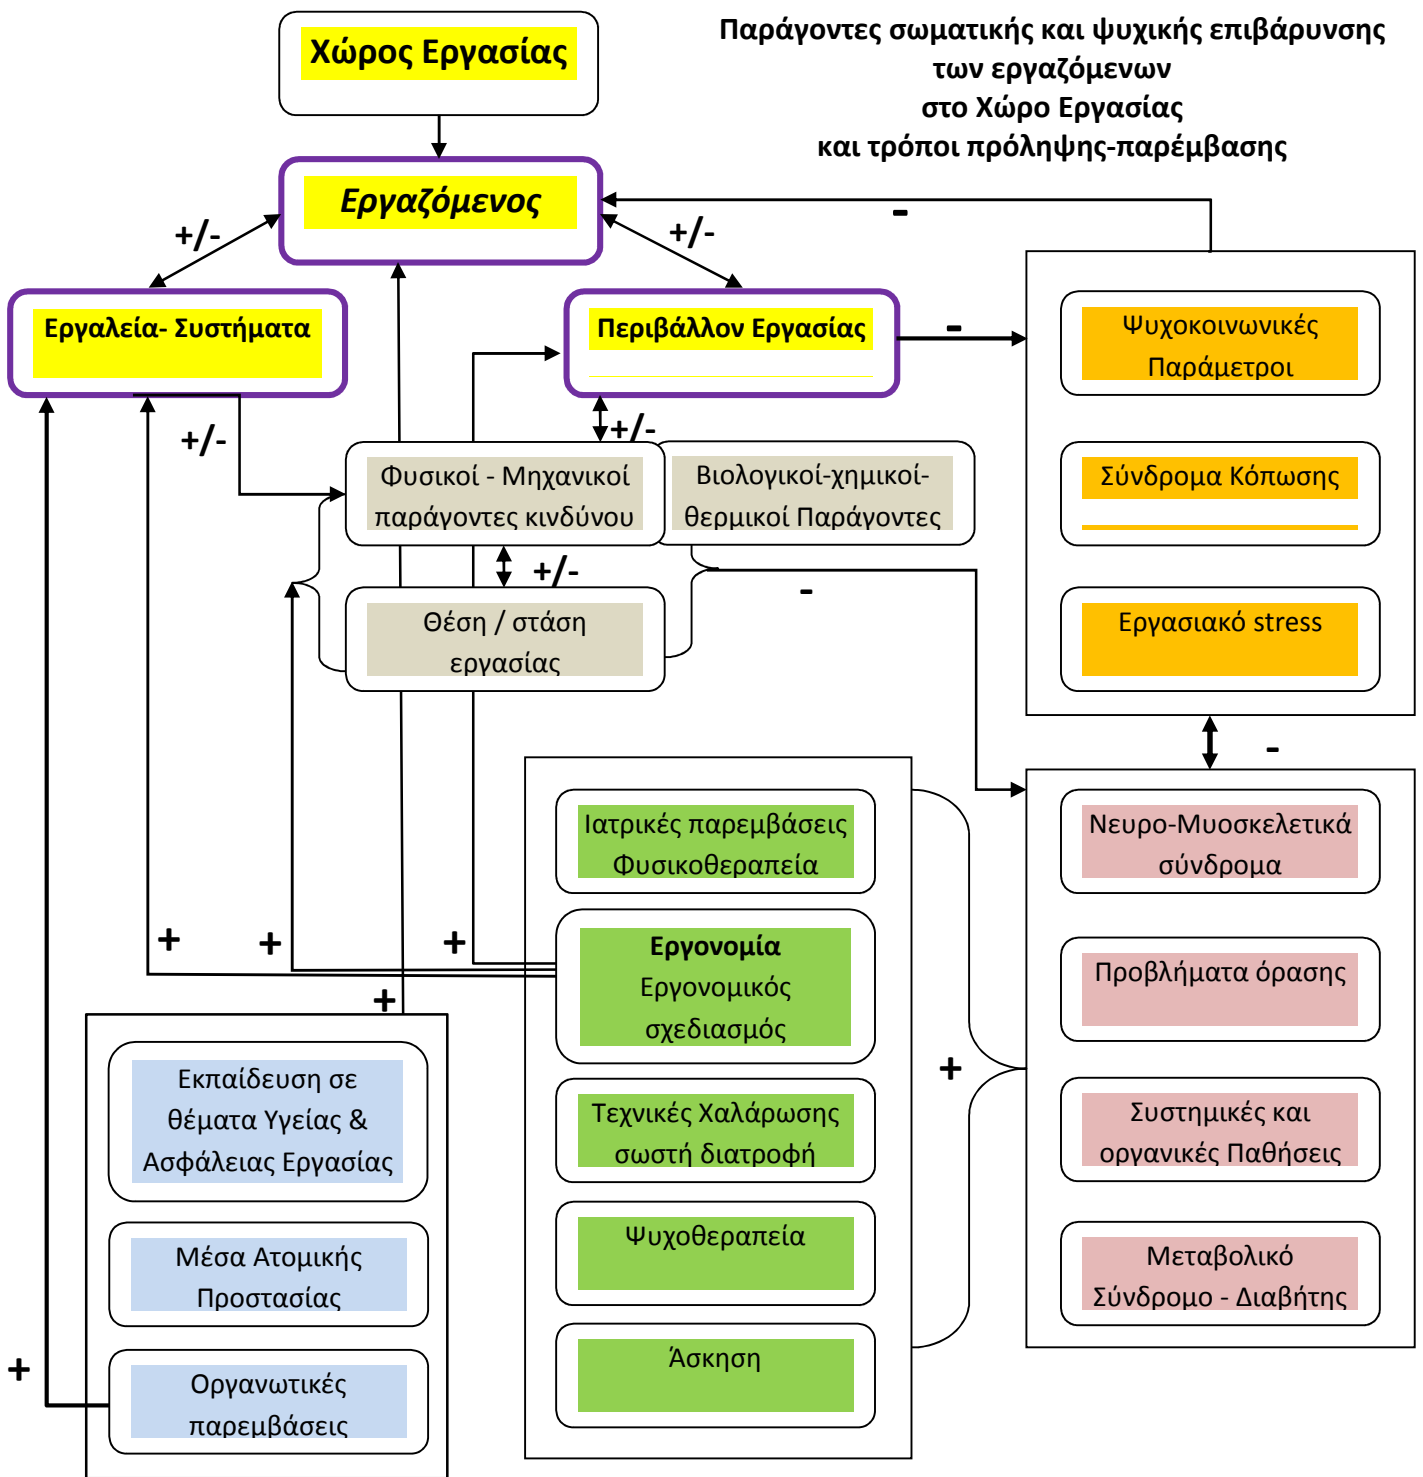 Παράγοντες σωματικής και ψυχικής επιβάρυνσης
των εργαζόμενων
στο Χώρο Εργασίας
και τρόποι πρόληψης-παρέμβασης
Χώρος Εργασίας
Εργαζόμενος
-
+/-
+/-
Εργαλεία- Συστήματα
Περιβάλλον Εργασίας
-
Ψυχοκοινωνικές
Παράμετροι
+/-
+/-
Φυσικοί - Μηχανικοί
παράγοντες κινδύνου
Βιολογικοί-χημικοί-
θερμικοί Παράγοντες
Σύνδρομα Κόπωσης
+/-
-
Θέση / στάση
εργασίας
Εργασιακό stress
-
Ιατρικές παρεμβάσεις
Φυσικοθεραπεία
Νευρο-Μυοσκελετικά
σύνδρομα
+
+
+
+
Εργονομία
Εργονομικός
σχεδιασμός
Προβλήματα όρασης
+
Εκπαίδευση σε
θέματα Υγείας &
Ασφάλειας Εργασίας
Τεχνικές Χαλάρωσης
σωστή διατροφή
Συστημικές και
οργανικές Παθήσεις
Μέσα Ατομικής
Προστασίας
Ψυχοθεραπεία
Μεταβολικό
Σύνδρομο - Διαβήτης
+
Οργανωτικές
παρεμβάσεις
Άσκηση